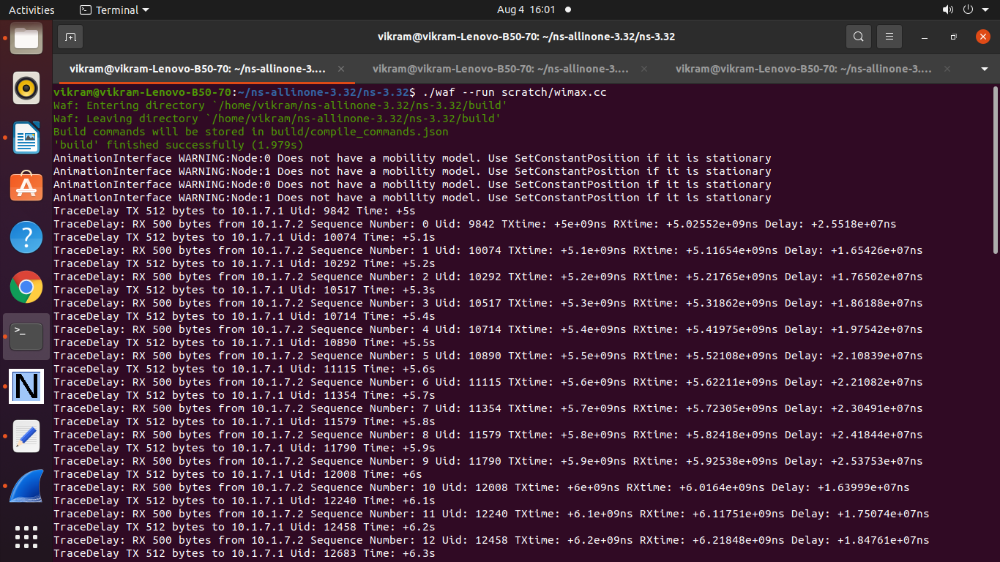 Activities Terminal Aug 4 16:01
vikram@vikram-Lenovo-B50-70: ~/ns-allinone-3.32/ns-3.32
vikram@vikram-Lenovo-B50-70: ~/ns-allinone-3.... vikram@vikram-Lenovo-B50-70: ~/ns-allinone-3.... vikram@vikram-Lenovo-B50-70: ~/ns-allinone-3....
vikram@vikram-Lenovo-B50-70:~/ns-allinone-3.32/ns-3.32$ ./waf --run scratch/wimax.cc
Waf: Entering directory `/home/vikram/ns-allinone-3.32/ns-3.32/build'
Waf: Leaving directory `/home/vikram/ns-allinone-3.32/ns-3.32/build'
Build commands will be stored in build/compile_commands.json
'build' finished successfully (1.979s)
AnimationInterface WARNING:Node:0 Does not have a mobility model. Use SetConstantPosition if it is stationary
AnimationInterface WARNING:Node:1 Does not have a mobility model. Use SetConstantPosition if it is stationary
AnimationInterface WARNING:Node:0 Does not have a mobility model. Use SetConstantPosition if it is stationary
AnimationInterface WARNING:Node:1 Does not have a mobility model. Use SetConstantPosition if it is stationary
TraceDelay TX 512 bytes to 10.1.7.1 Uid: 9842 Time: +5s
TraceDelay: RX 500 bytes from 10.1.7.2 Sequence Number: 0 Uid: 9842 TXtime: +5e+09ns RXtime: +5.02552e+09ns Delay: +2.5518e+07ns
TraceDelay TX 512 bytes to 10.1.7.1 Uid: 10074 Time: +5.1s
TraceDelay: RX 500 bytes from 10.1.7.2 Sequence Number: 1 Uid: 10074 TXtime: +5.1e+09ns RXtime: +5.11654e+09ns Delay: +1.65426e+07ns
TraceDelay TX 512 bytes to 10.1.7.1 Uid: 10292 Time: +5.2s
TraceDelay: RX 500 bytes from 10.1.7.2 Sequence Number: 2 Uid: 10292 TXtime: +5.2e+09ns RXtime: +5.21765e+09ns Delay: +1.76502e+07ns
TraceDelay TX 512 bytes to 10.1.7.1 Uid: 10517 Time: +5.3s
TraceDelay: RX 500 bytes from 10.1.7.2 Sequence Number: 3 Uid: 10517 TXtime: +5.3e+09ns RXtime: +5.31862e+09ns Delay: +1.86188e+07ns
TraceDelay TX 512 bytes to 10.1.7.1 Uid: 10714 Time: +5.4s
TraceDelay: RX 500 bytes from 10.1.7.2 Sequence Number: 4 Uid: 10714 TXtime: +5.4e+09ns RXtime: +5.41975e+09ns Delay: +1.97542e+07ns
TraceDelay TX 512 bytes to 10.1.7.1 Uid: 10890 Time: +5.5s
TraceDelay: RX 500 bytes from 10.1.7.2 Sequence Number: 5 Uid: 10890 TXtime: +5.5e+09ns RXtime: +5.52108e+09ns Delay: +2.10839e+07ns
TraceDelay TX 512 bytes to 10.1.7.1 Uid: 11115 Time: +5.6s
TraceDelay: RX 500 bytes from 10.1.7.2 Sequence Number: 6 Uid: 11115 TXtime: +5.6e+09ns RXtime: +5.62211e+09ns Delay: +2.21082e+07ns
TraceDelay TX 512 bytes to 10.1.7.1 Uid: 11354 Time: +5.7s
TraceDelay: RX 500 bytes from 10.1.7.2 Sequence Number: 7 Uid: 11354 TXtime: +5.7e+09ns RXtime: +5.72305e+09ns Delay: +2.30491e+07ns
TraceDelay TX 512 bytes to 10.1.7.1 Uid: 11579 Time: +5.8s
TraceDelay: RX 500 bytes from 10.1.7.2 Sequence Number: 8 Uid: 11579 TXtime: +5.8e+09ns RXtime: +5.82418e+09ns Delay: +2.41844e+07ns
TraceDelay TX 512 bytes to 10.1.7.1 Uid: 11790 Time: +5.9s
TraceDelay: RX 500 bytes from 10.1.7.2 Sequence Number: 9 Uid: 11790 TXtime: +5.9e+09ns RXtime: +5.92538e+09ns Delay: +2.53753e+07ns
TraceDelay TX 512 bytes to 10.1.7.1 Uid: 12008 Time: +6s
TraceDelay: RX 500 bytes from 10.1.7.2 Sequence Number: 10 Uid: 12008 TXtime: +6e+09ns RXtime: +6.0164e+09ns Delay: +1.63999e+07ns
TraceDelay TX 512 bytes to 10.1.7.1 Uid: 12240 Time: +6.1s
TraceDelay: RX 500 bytes from 10.1.7.2 Sequence Number: 11 Uid: 12240 TXtime: +6.1e+09ns RXtime: +6.11751e+09ns Delay: +1.75074e+07ns
TraceDelay TX 512 bytes to 10.1.7.1 Uid: 12458 Time: +6.2s
TraceDelay: RX 500 bytes from 10.1.7.2 Sequence Number: 12 Uid: 12458 TXtime: +6.2e+09ns RXtime: +6.21848e+09ns Delay: +1.84761e+07ns
TraceDelay TX 512 bytes to 10.1.7.1 Uid: 12683 Time: +6.3s